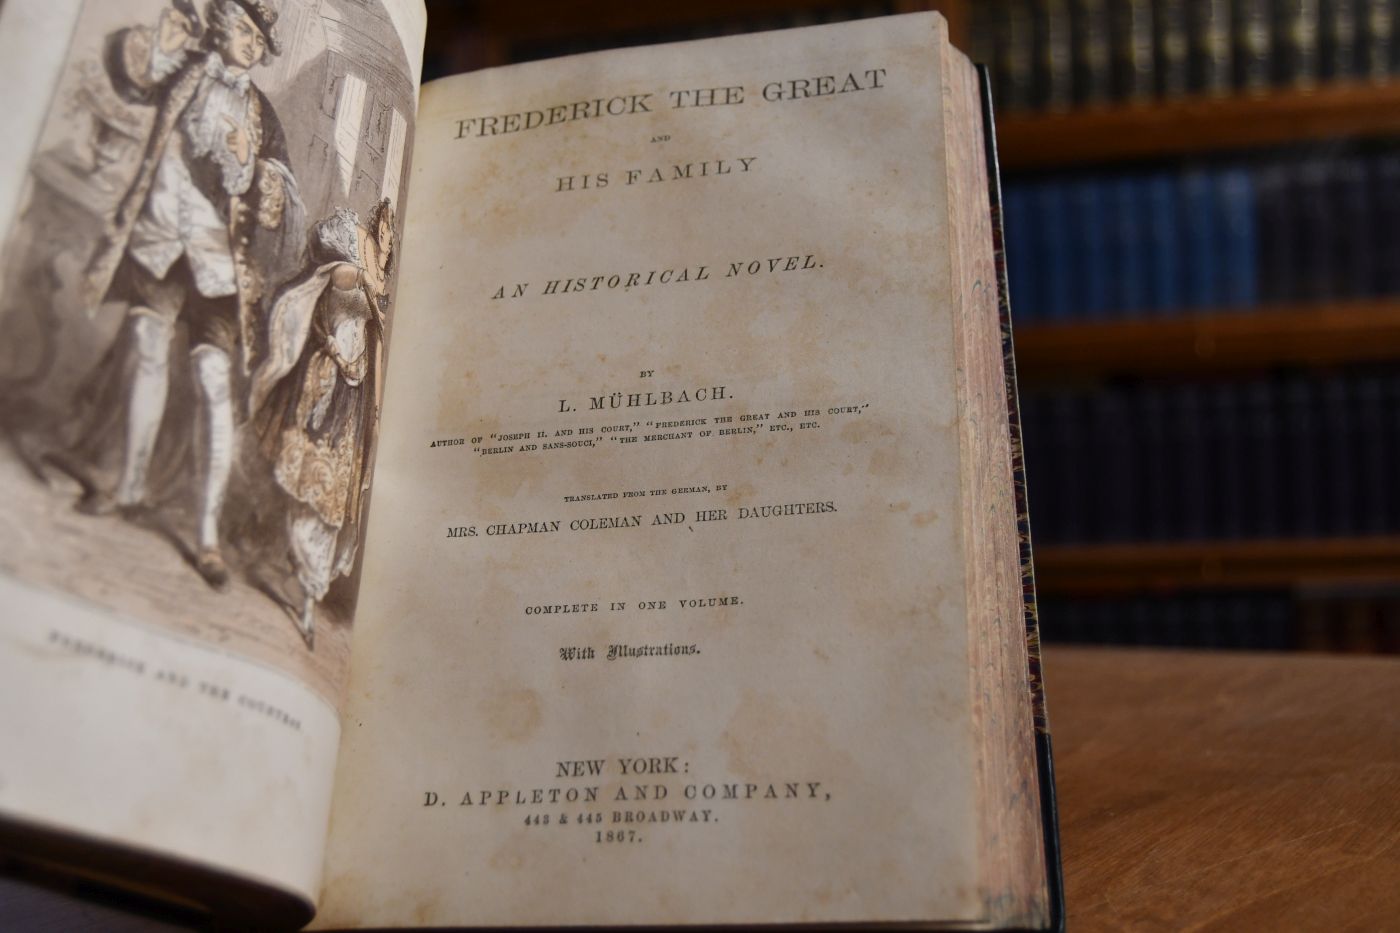 FREDERICK AND THE COUNTESS.
FREDERICK THE GREAT
AND
HIS FAMILY
AN HISTORICAL NOVEL.
BY
L. MÜHLBACH.
AUTHOR OF "JOSEPH II. AND HIS COURT," "FREDERICK THE GREAT AND HIS COURT,"
"BERLIN AND SANS-SOUCI," "THE MERCHANT OF BERLIN," ETC., ETC.
TRANSLATED FROM THE GERMAN, BY
MRS. CHAPMAN COLEMAN AND HER DAUGHTERS.
COMPLETE IN ONE VOLUME.
With Illustrations.
NEW YORK:
D. APPLETON AND COMPANY,
443 & 445 BROADWAY.
1867.